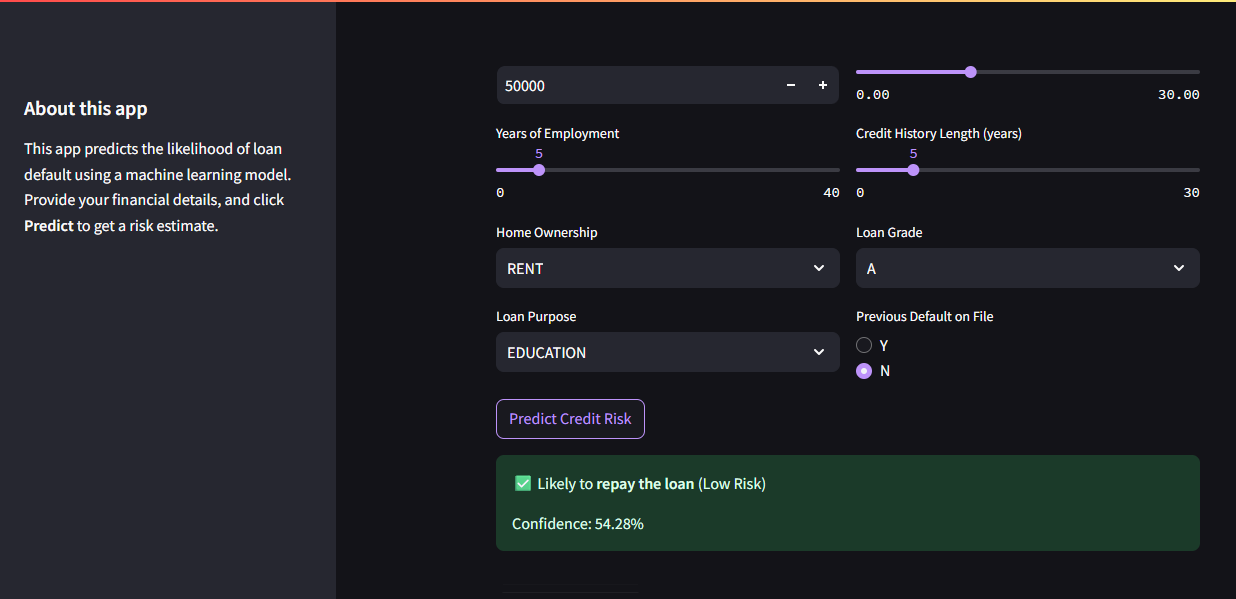 About this app
This app predicts the likelihood of loan
default using a machine learning model.
Provide your financial details, and click
Predict to get a risk estimate.
50000
0.00 30.00
Years of Employment
5
0 40
Credit History Length (years)
5
0 30
Home Ownership
RENT
Loan Grade
A
Loan Purpose
EDUCATION
Previous Default on File
Y
N
Predict Credit Risk
Likely to repay the loan (Low Risk)
Confidence: 54.28%